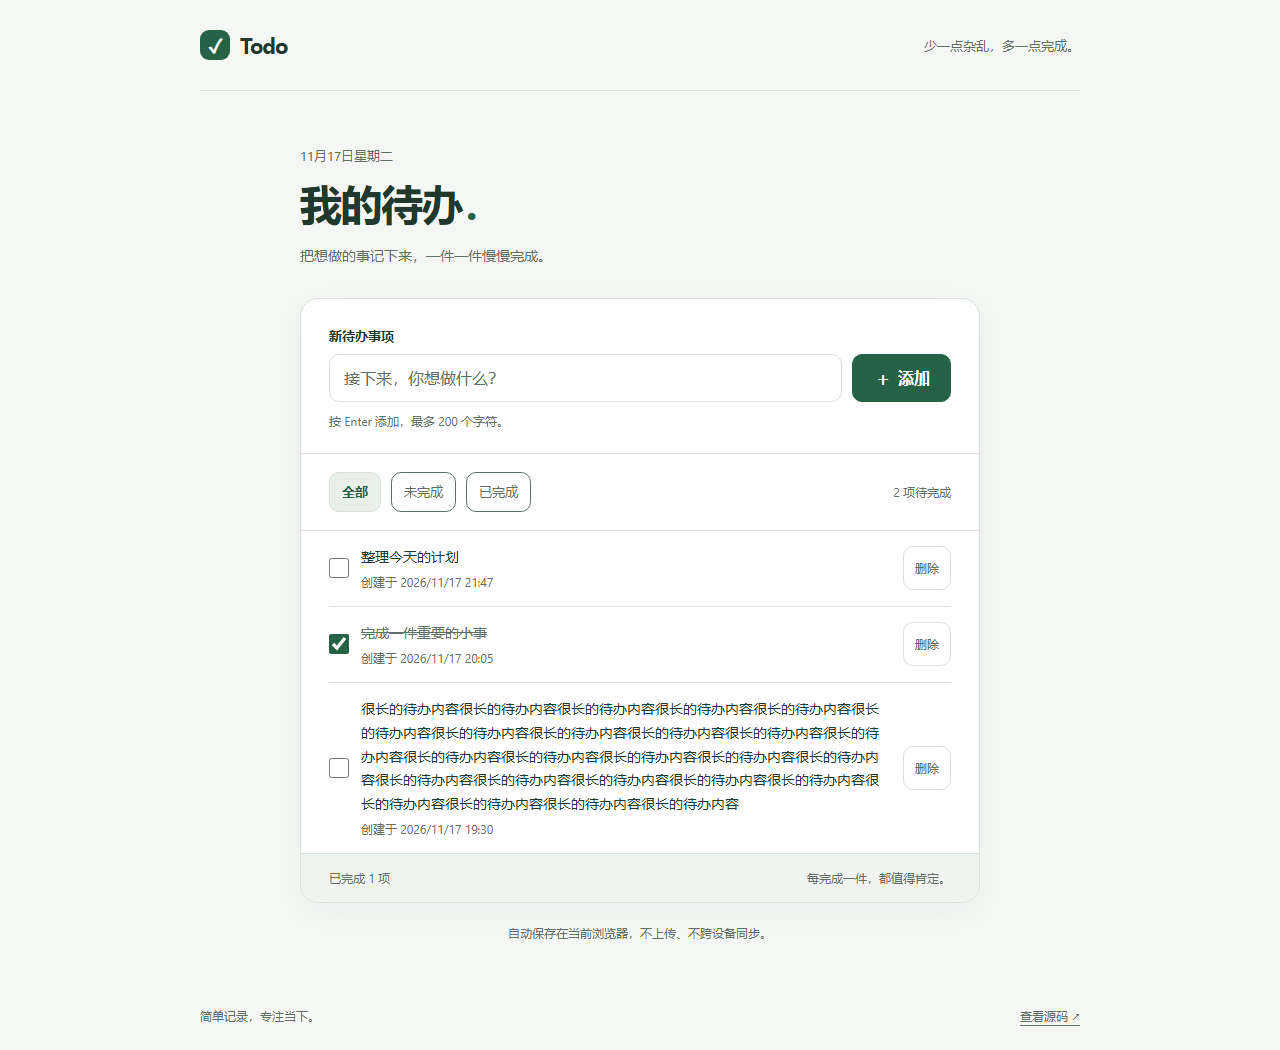 Todo
少一点杂乱，多一点完成。
11月17日星期二
我的待办.
把想做的事记下来，一件一件慢慢完成。
新待办事项
接下来，你想做什么？
+ 添加
按 Enter 添加，最多 200 个字符。
全部
未完成
已完成
2 项待完成
整理今天的计划
创建于 2026/11/17 21:47
删除
完成一件重要的小事
创建于 2026/11/17 20:05
删除
很长的待办内容很长的待办内容很长的待办内容很长的待办内容很长的待办内容很长
的待办内容很长的待办内容很长的待办内容很长的待办内容很长的待办内容很长的待
办内容很长的待办内容很长的待办内容很长的待办内容很长的待办内容很长的待办内
容很长的待办内容很长的待办内容很长的待办内容很长的待办内容很长的待办内容很
长的待办内容很长的待办内容很长的待办内容很长的待办内容
创建于 2026/11/17 19:30
删除
已完成 1 项
每完成一件，都值得肯定。
自动保存在当前浏览器，不上传、不跨设备同步。
简单记录，专注当下。
查看源码 ↗